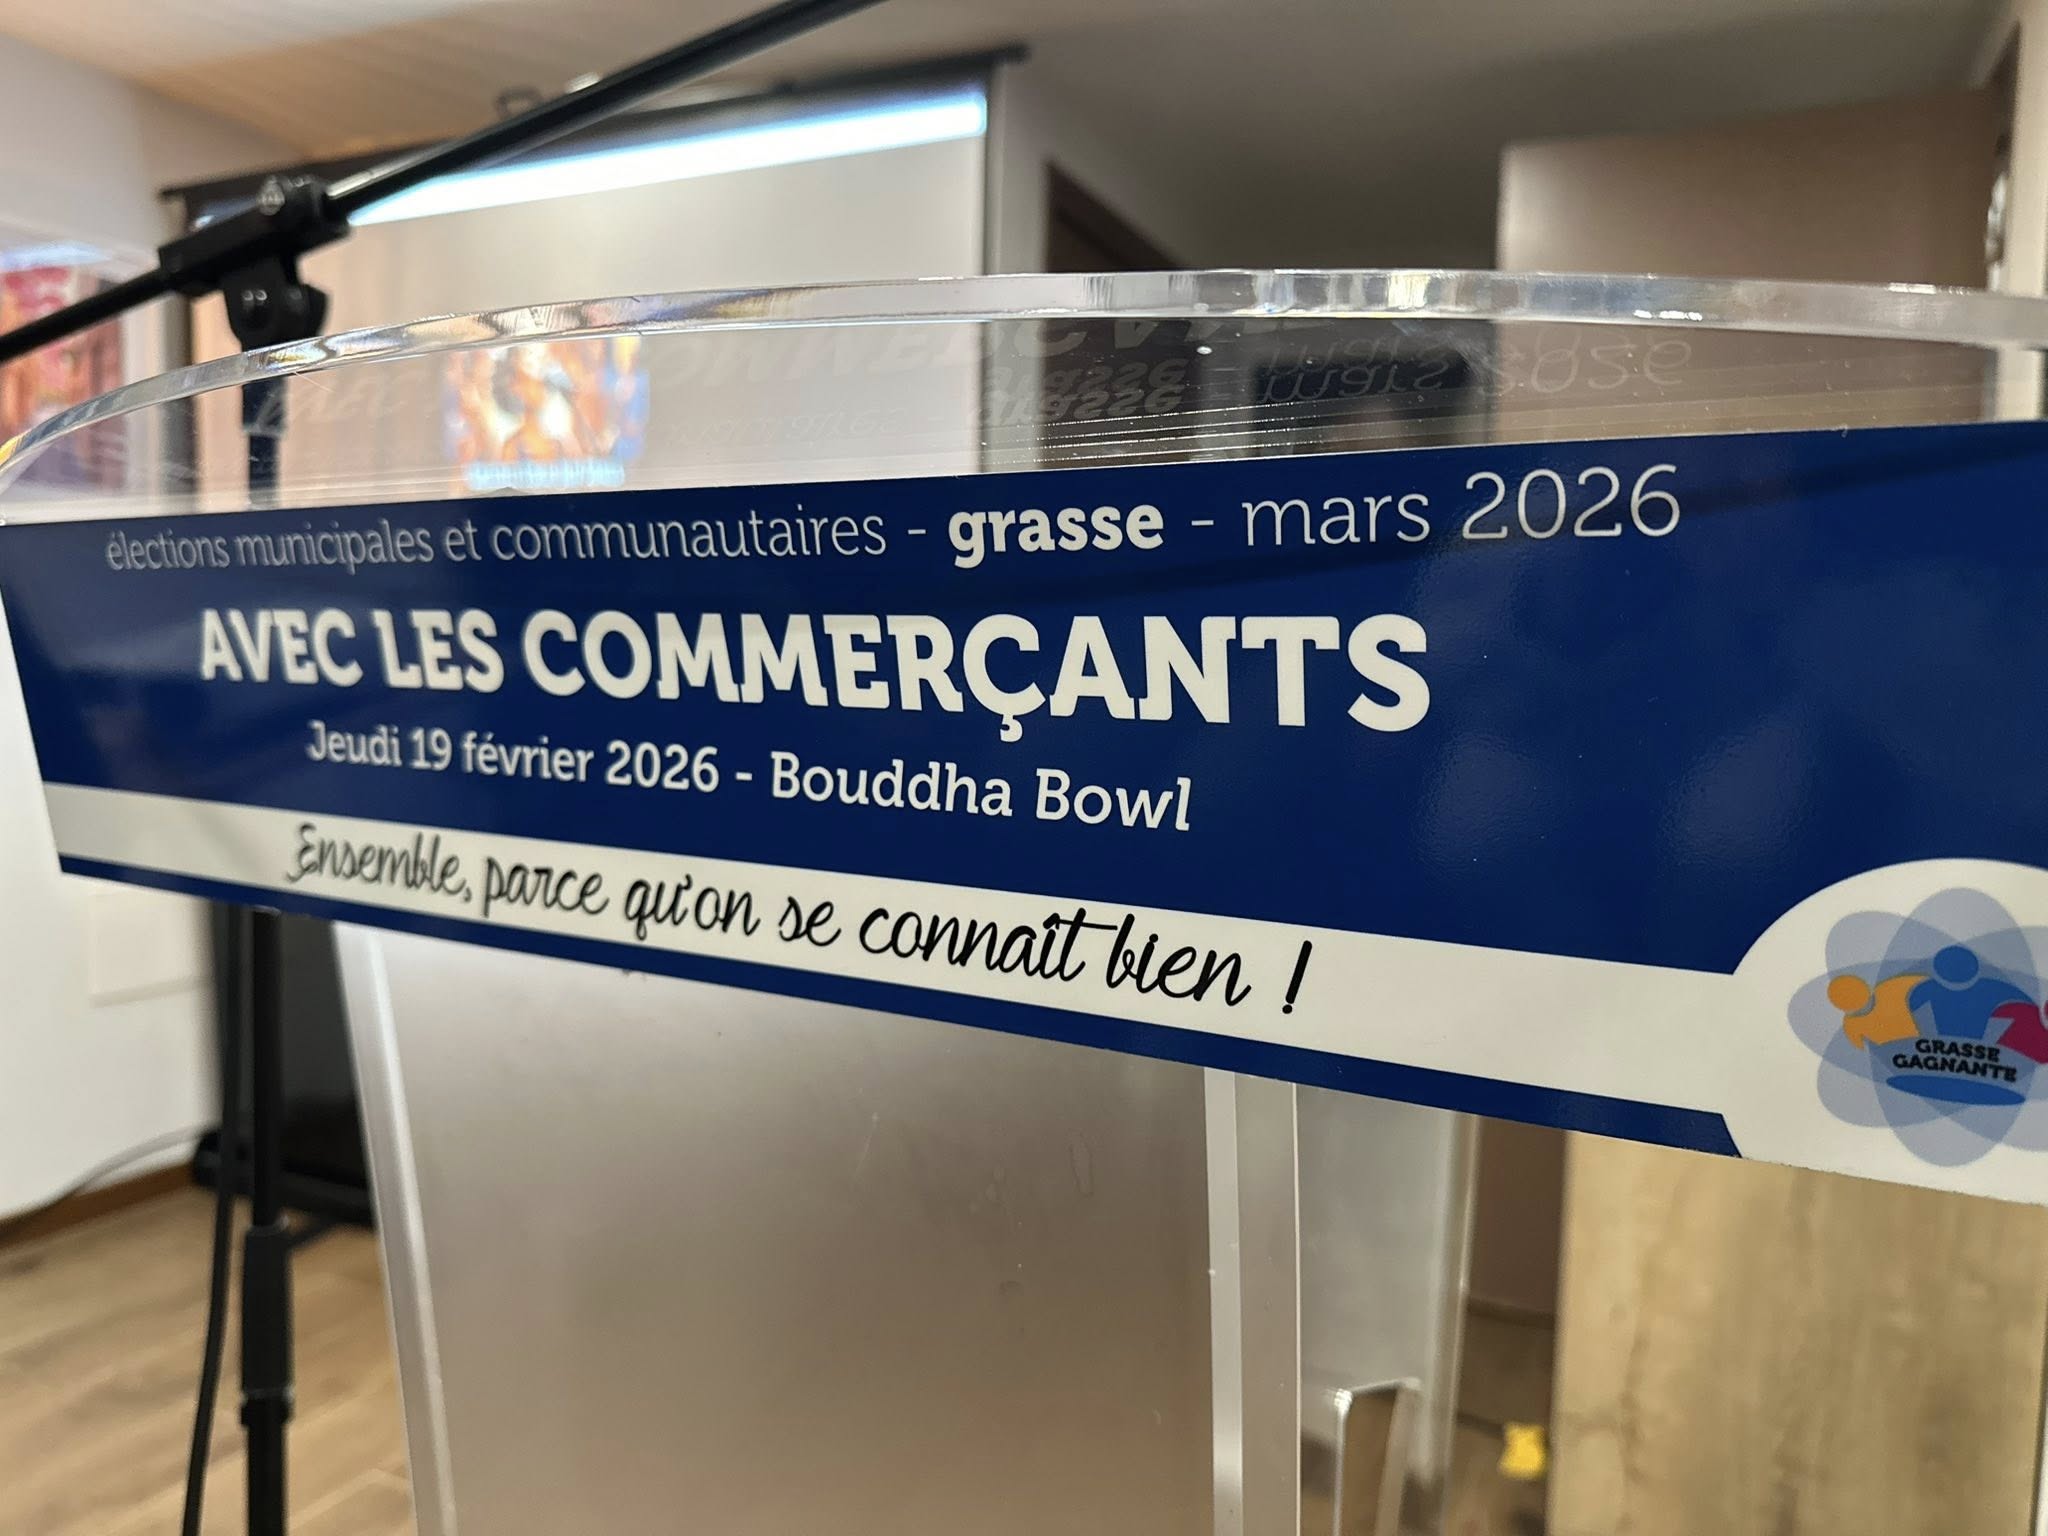 élections municipales et communautaires - grasse - mars 2026
AVEC LES COMMERÇANTS
Jeudi 19 février 2026 - Bouddha Bowl
Ensemble, parce qu'on se connaît bien !
GRASSE
GAGNANTE